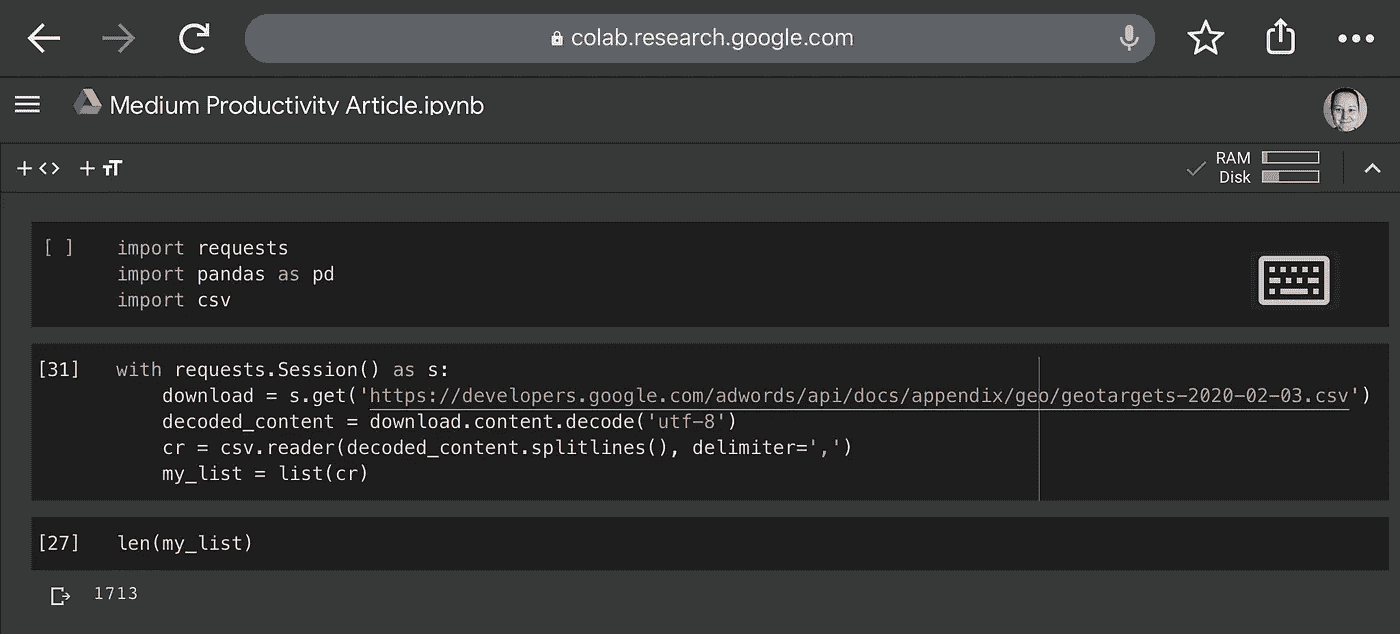 colab.research.google.com
Medium Productivity Article.ipynb
+ <> + TT
RAM
Disk
[ ] import requests
import pandas as pd
import csv
[31] with requests.Session() as s:
download = s.get('https://developers.google.com/adwords/api/docs/appendix/geo/geotargets-2020-02-03.csv')
decoded_content = download.content.decode('utf-8')
cr = csv.reader(decoded_content.splitlines(), delimiter=',')
my_list = list(cr)
[27] len(my_list)
1713